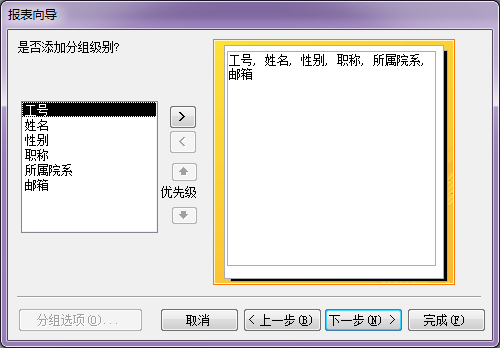 报表向导
是否添加分组级别?
工号
姓名
性别
职称
所属院系
邮箱
>
<
优先级
工号, 姓名, 性别, 职称, 所属院系,
邮箱
分组选项(O)...
取消
< 上一步(B)
下一步(N) >
完成(F)